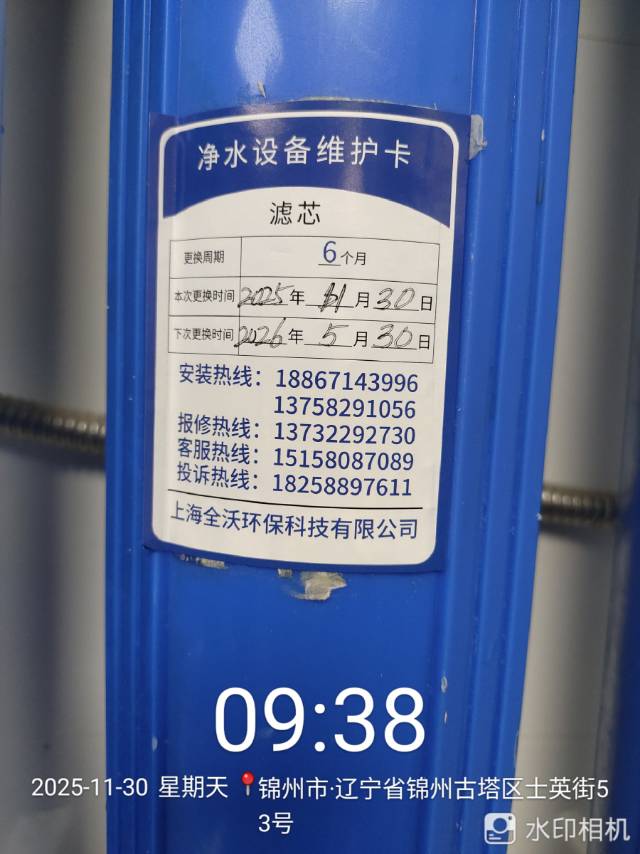 净水设备维护卡
滤芯
更换周期 6个月
本次更换时间 2025年 11月 30日
下次更换时间 2026年 5月 30日
安装热线：18867143996
13758291056
报修热线：13732292730
客服热线：15158087089
投诉热线：18258897611
上海全沃环保科技有限公司
09:38
2025-11-30 星期天 锦州市·辽宁省锦州古塔区士英街5
3号
水印相机